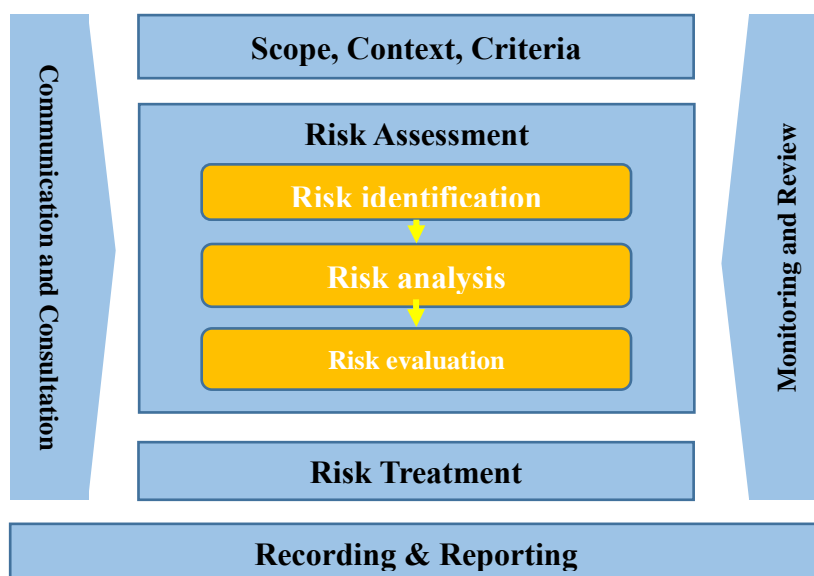 Communication and Consultation
Scope, Context, Criteria
Risk Assessment
Risk identification
Risk analysis
Risk evaluation
Risk Treatment
Monitoring and Review
Recording & Reporting